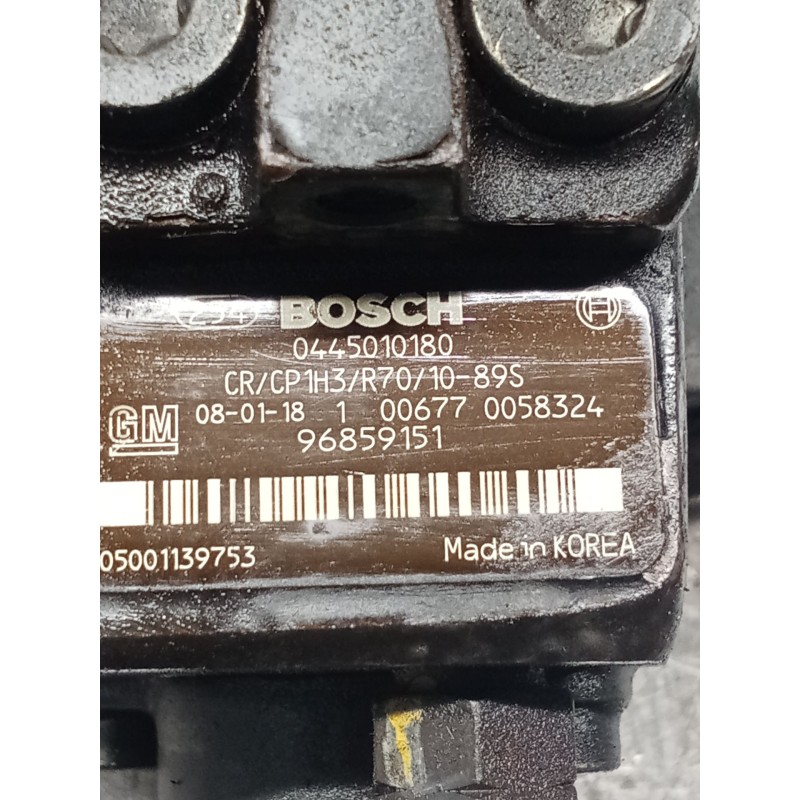 254 BOSCH
0445010180
CR/CP1H3/R70/10-89S
GM 08-01-18 1 00677 0058324
96859151
05001139753 Made in KOREA